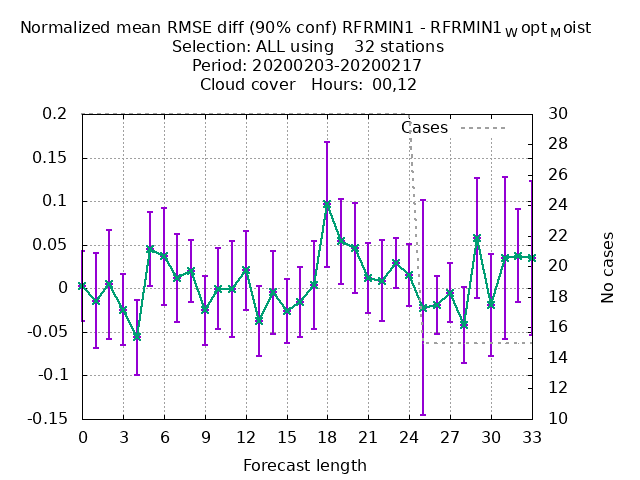 Normalized mean RMSE diff (90% conf) RFRMIN1 - RFRMIN1WoptMoist
Selection: ALL using    32 stations
Period: 20200203-20200217
Cloud cover   Hours:  00,12
Cases
0.2
0.15
0.1
0.05
0
-0.05
-0.1
-0.15
30
28
26
24
22
20
18
16
14
12
10
No cases
0 3 6 9 12 15 18 21 24 27 30 33
Forecast length